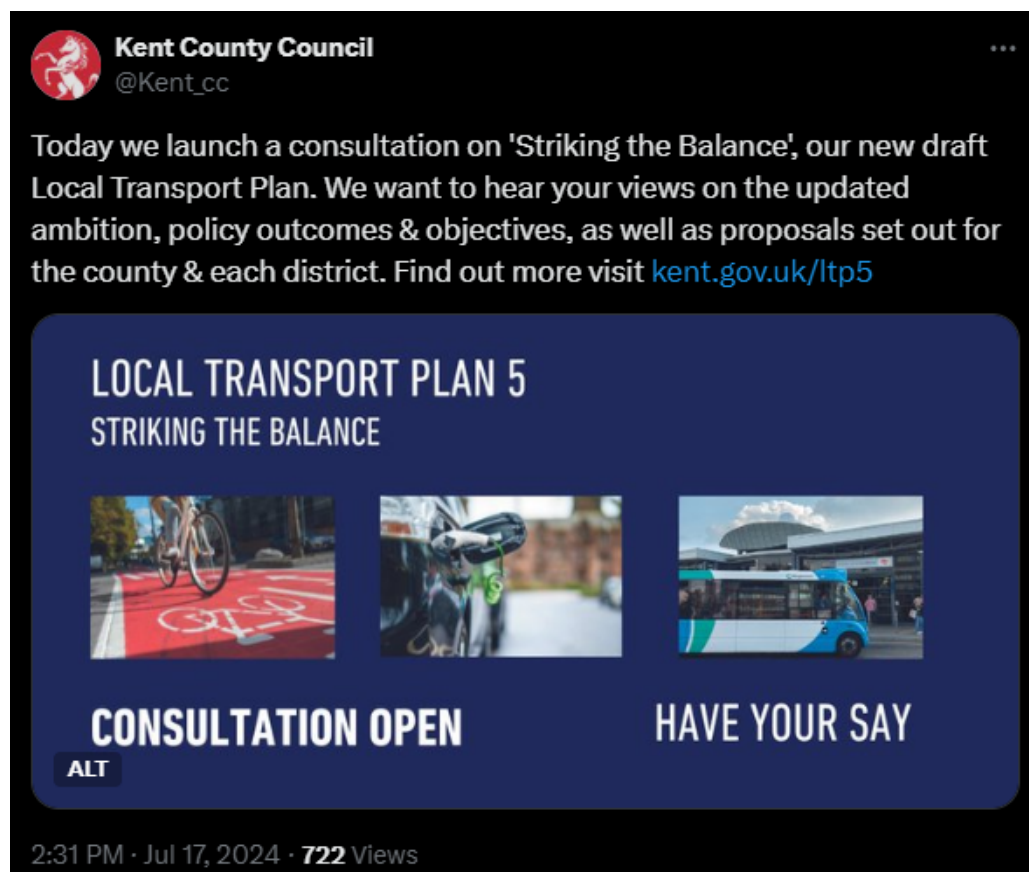 Kent County Council
@Kent_cc
Today we launch a consultation on 'Striking the Balance', our new draft
Local Transport Plan. We want to hear your views on the updated
ambition, policy outcomes & objectives, as well as proposals set out for
the county & each district. Find out more visit kent.gov.uk/ltp5
LOCAL TRANSPORT PLAN 5
STRIKING THE BALANCE
CONSULTATION OPEN
HAVE YOUR SAY
ALT
2:31 PM · Jul 17, 2024 · 722 Views